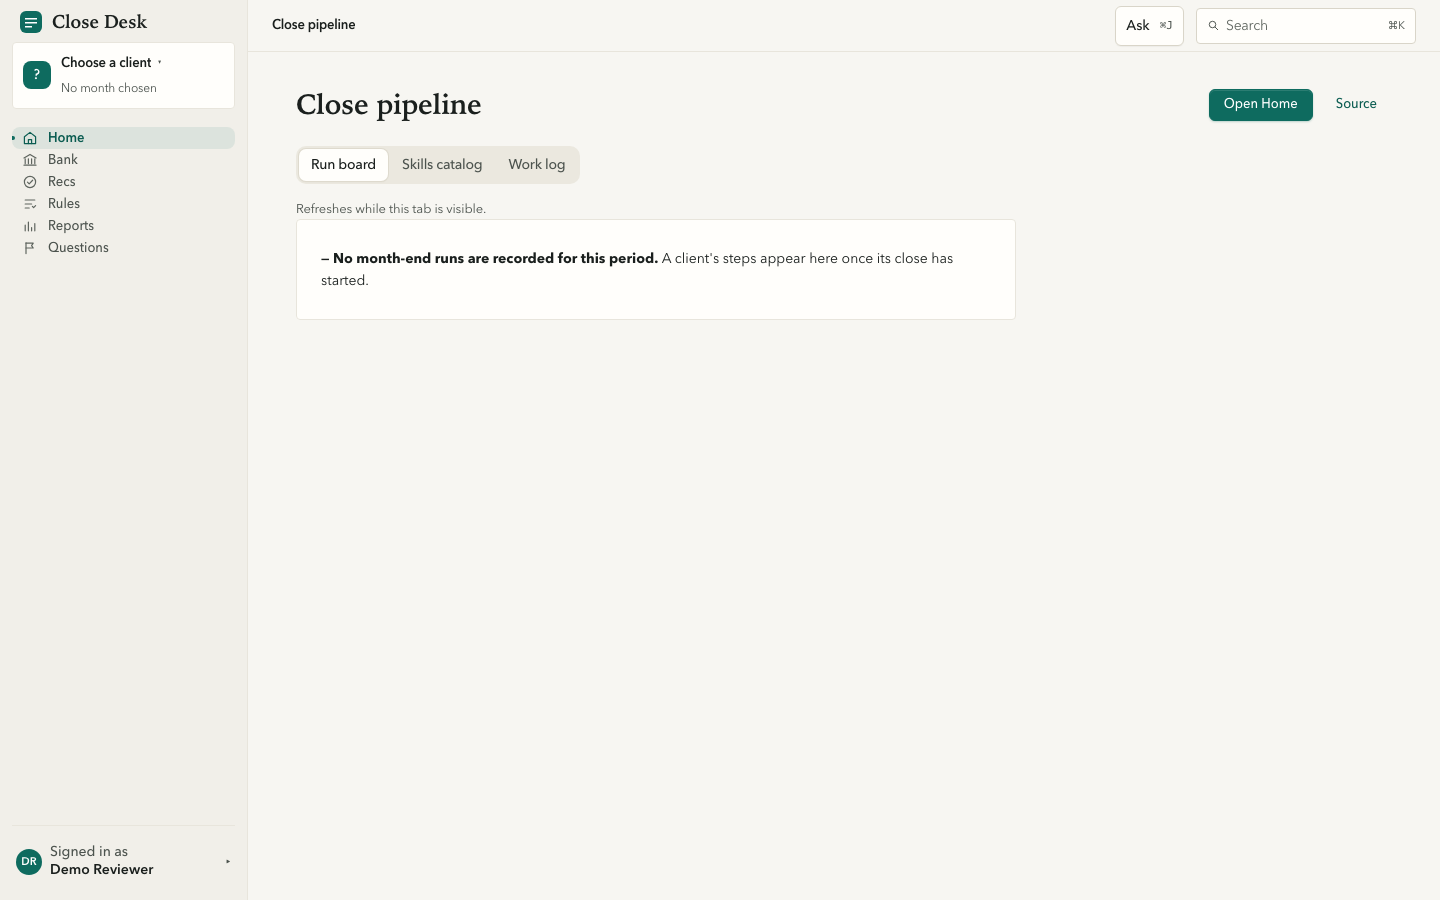 Close Desk
?
Choose a client
No month chosen
Home
Bank
Recs
Rules
Reports
Questions
Signed in as
DR
Demo Reviewer
Close pipeline
Ask ⌘J
Search ⌘K
Close pipeline
Open Home
Source
Run board
Skills catalog
Work log
Refreshes while this tab is visible.
– No month-end runs are recorded for this period. A client's steps appear here once its close has
started.